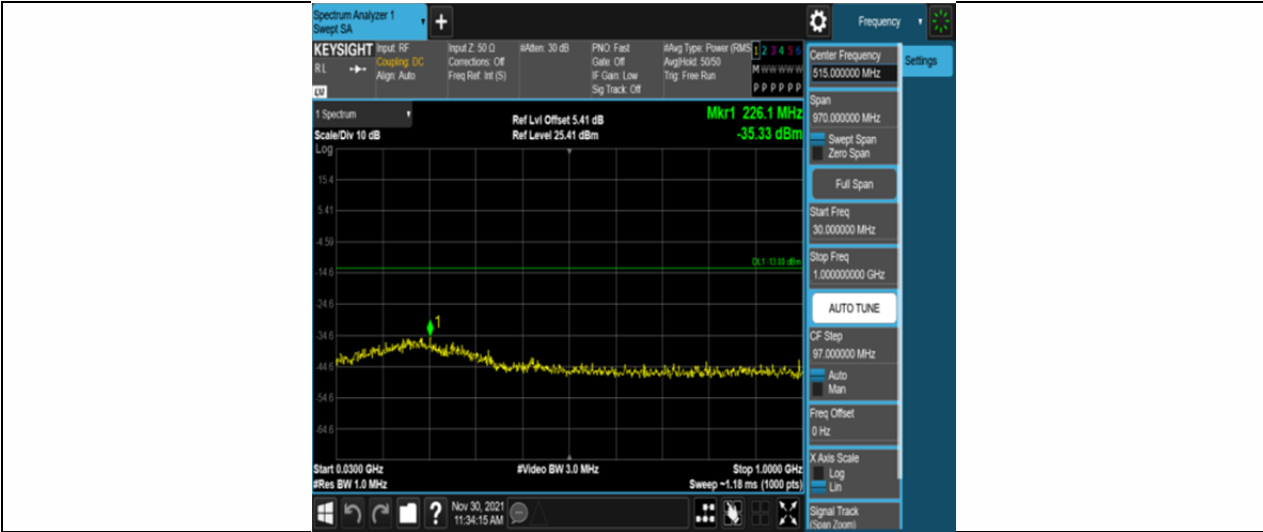 Spectrum Analyzer 1
Swept SA
+
Frequency
KEYSIGHT
RL
LV
Input: RF
Coupling: DC
Align: Auto
Input Z: 50 Ω
Corrections: Off
Freq Ref: Int (S)
#Atten: 30 dB
PNO: Fast
Gate: Off
IF Gain: Low
Sig Track: Off
#Avg Type: Power (RMS
Avg|Hold: 50/50
Trig: Free Run
1 2 3 4 5 6
M W W W W W
P P P P P P
Center Frequency
515.000000 MHz
Settings
1 Spectrum
Scale/Div 10 dB
Ref Lvl Offset 5.41 dB
Ref Level 25.41 dBm
Mkr1 226.1 MHz
-35.33 dBm
Log
15.4
5.41
-4.59
-14.6
-24.6
-34.6
-44.6
-54.6
-64.6
DL1 -13.00 dBm
1
Start 0.0300 GHz
#Res BW 1.0 MHz
#Video BW 3.0 MHz
Stop 1.0000 GHz
Sweep ~1.18 ms (1000 pts)
Span
970.000000 MHz
Swept Span
Zero Span
Full Span
Start Freq
30.000000 MHz
Stop Freq
1.000000000 GHz
AUTO TUNE
CF Step
97.000000 MHz
Auto
Man
Freq Offset
0 Hz
X Axis Scale
Log
Lin
Signal Track
(Span Zoom)
?
Nov 30, 2021
11:34:15 AM